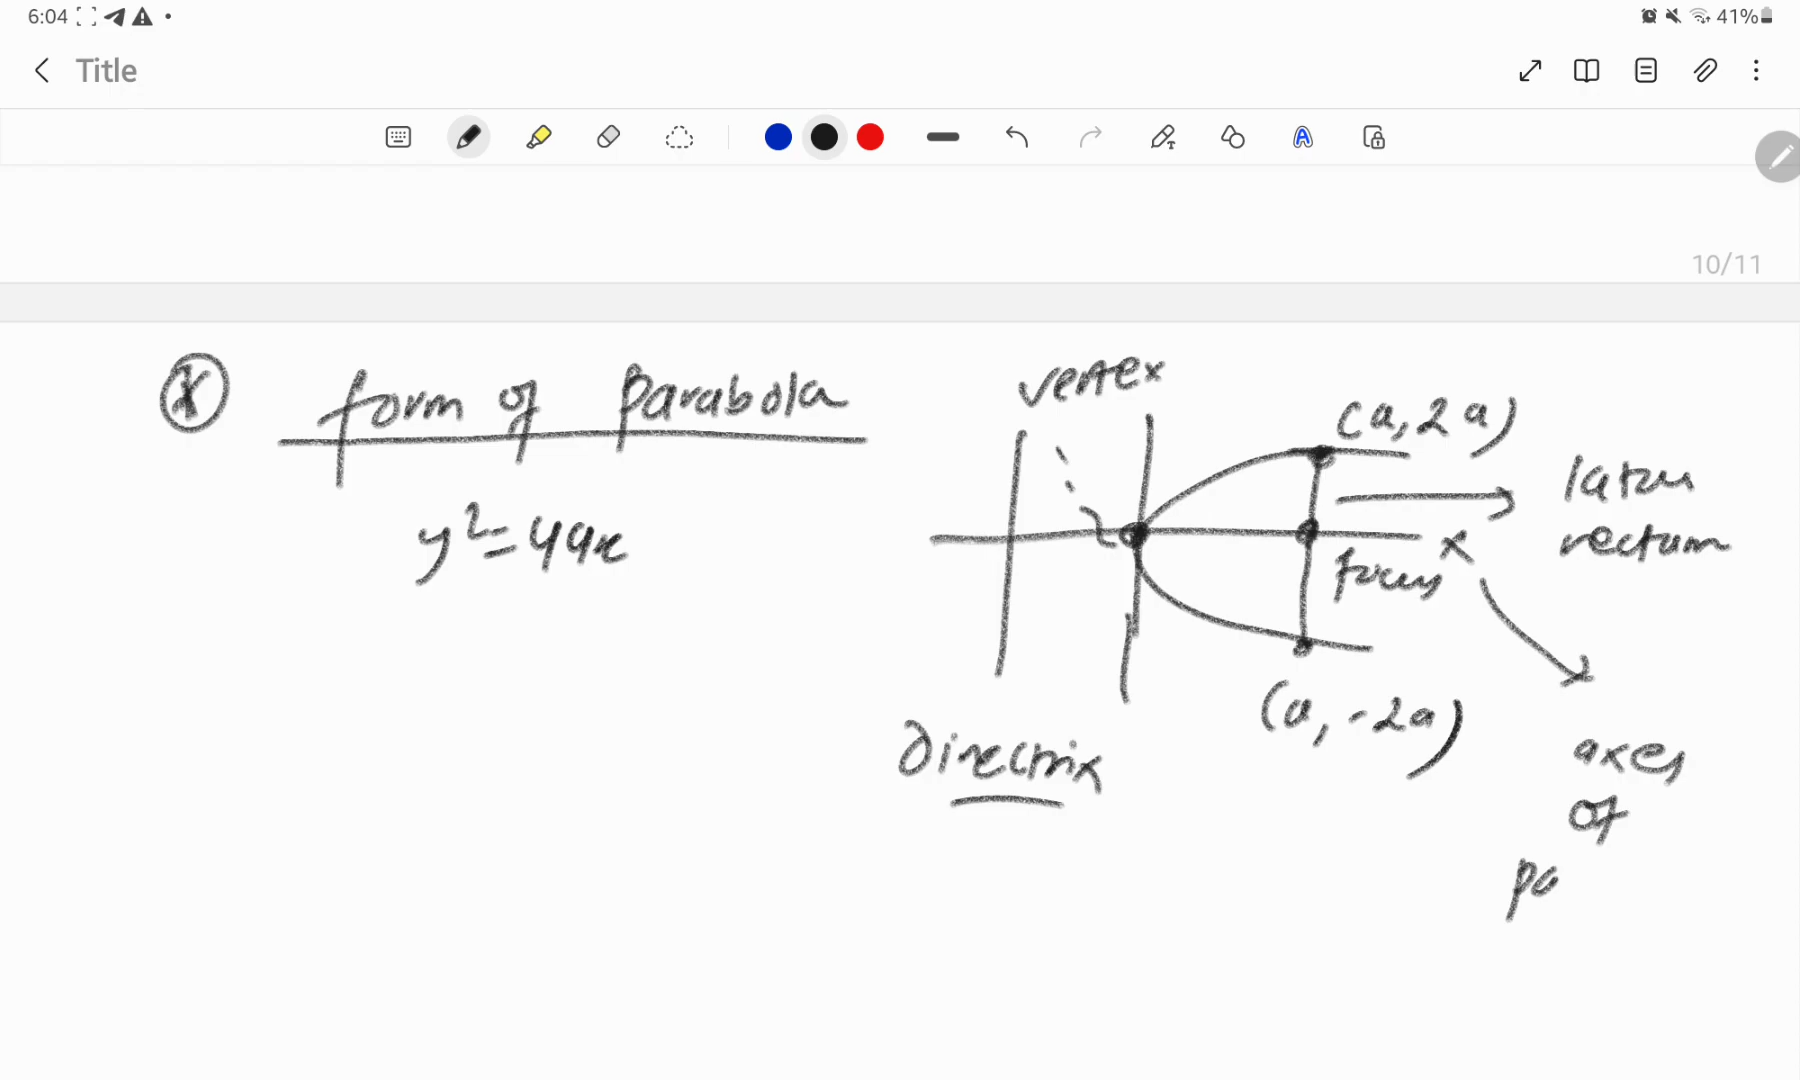 6:04
41%
Title
10/11
form of parabola
y²=4ax
vertex
(a, 2a)
latus
rectum
x
focus
(a, -2a)
Directrix
axes
of
pa